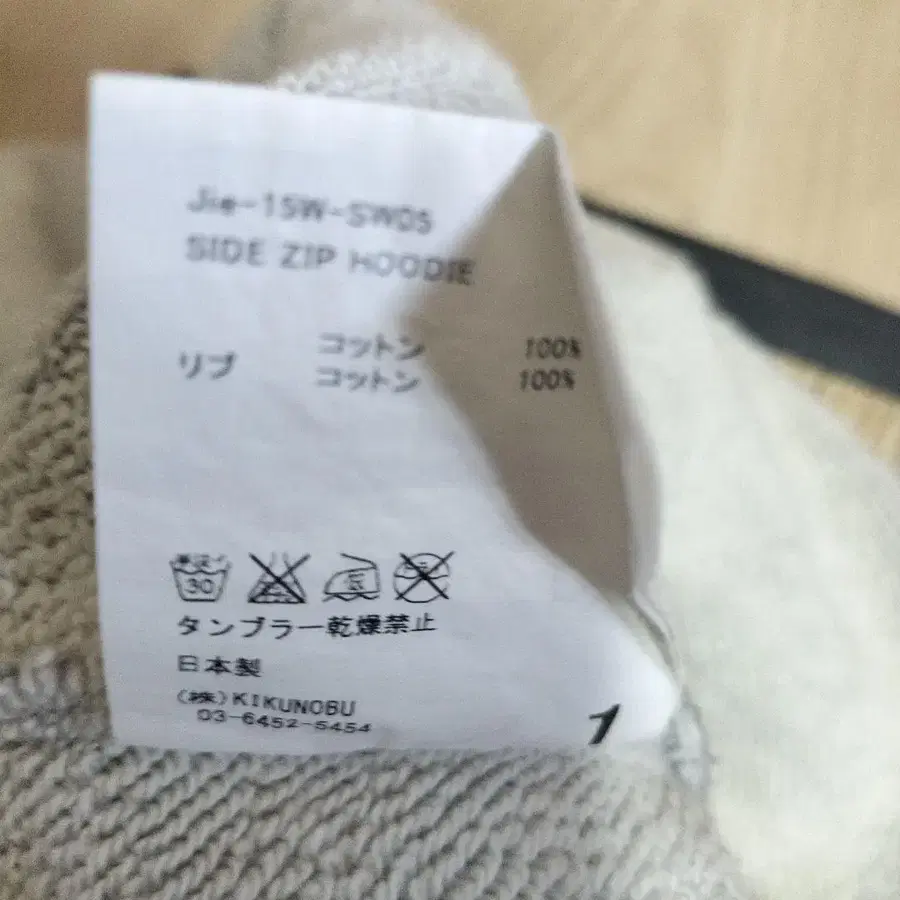 Jie-15W-SW05
SIDE ZIP HOODIE
コットン 100%
リブ コットン 100%
30
タンブラー乾燥禁止
日本製
(株)KIKUNOBU
03-6452-5454
1